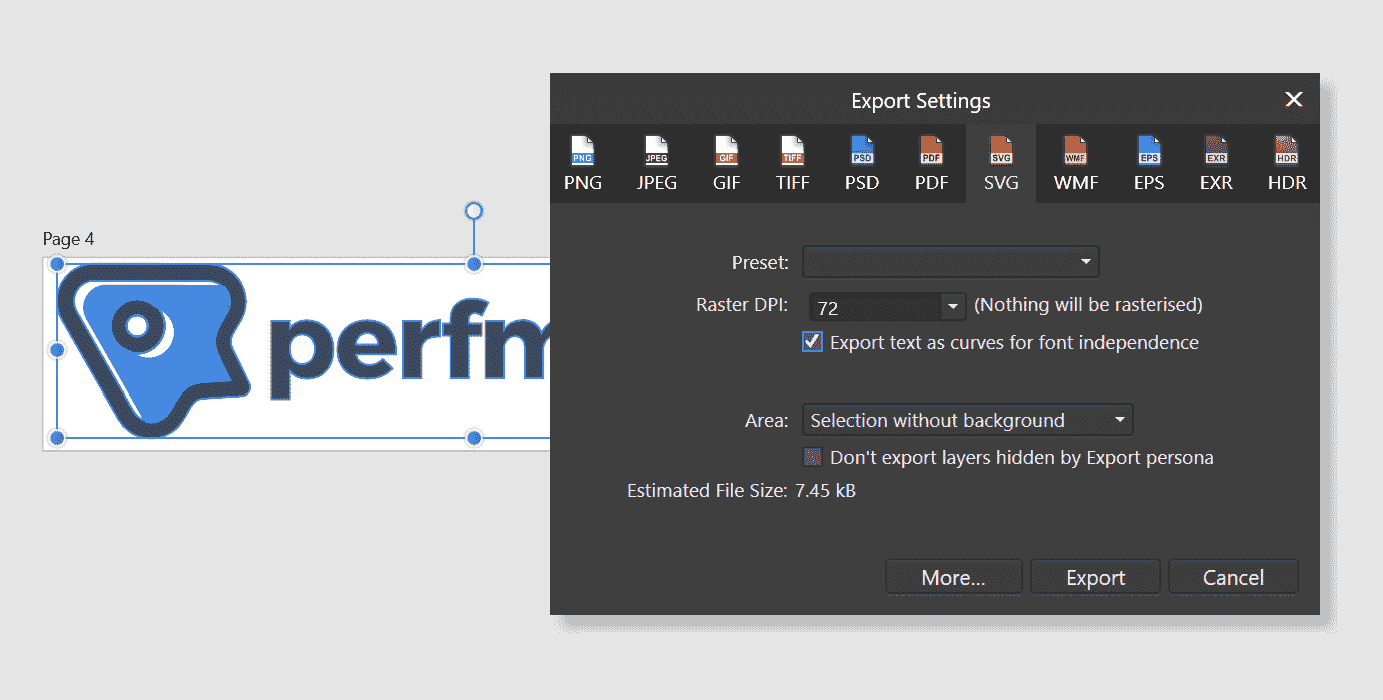 Export Settings
PNG JPEG GIF TIFF PSD PDF SVG WMF EPS EXR HDR
PNG JPEG GIF TIFF PSD PDF SVG WMF EPS EXR HDR
Page 4
perfm
Preset:
Raster DPI: 72 (Nothing will be rasterised)
Export text as curves for font independence
Area: Selection without background
Don't export layers hidden by Export persona
Estimated File Size: 7.45 kB
More... Export Cancel